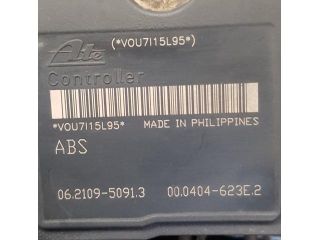 Ate (*VOU7I15L95*)
Controller
*VOU7I15L95* MADE IN PHILIPPINES
ABS
06.2109-5091.3 00.0404-623E.2